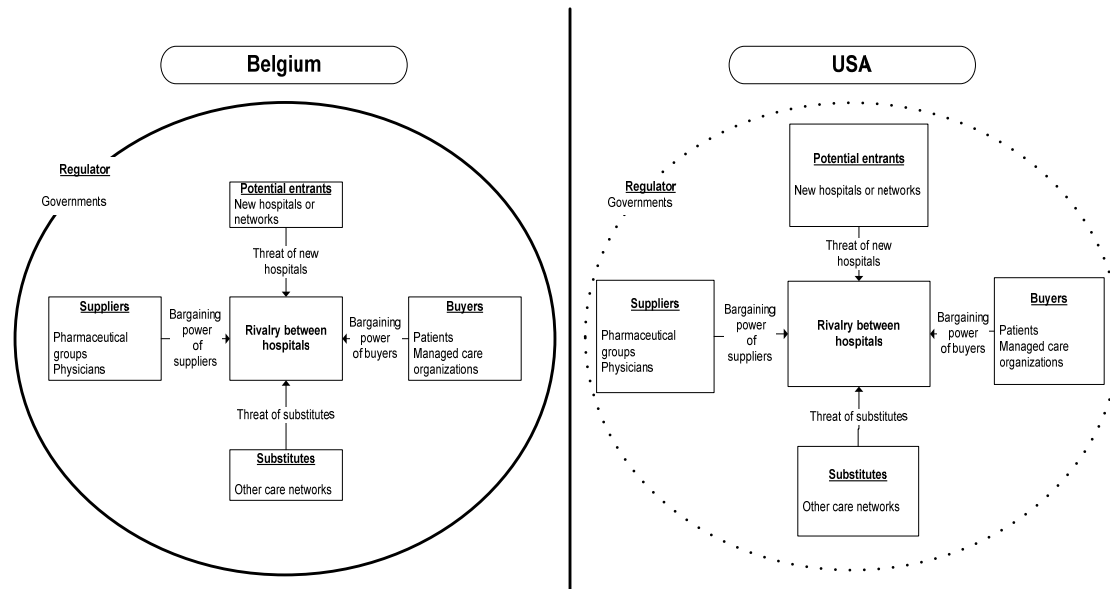 Belgium
Regulator
Governments
Potential entrants
New hospitals or
networks
Threat of new
hospitals
Suppliers
Pharmaceutical
groups
Physicians
Bargaining
power
of
suppliers
Rivalry between
hospitals
Bargaining
power
of buyers
Buyers
Patients
Managed care
organizations
Threat of substitutes
Substitutes
Other care networks
USA
Regulator
Governments
Potential entrants
New hospitals or networks
Threat of new
hospitals
Suppliers
Pharmaceutical
groups
Physicians
Bargaining
power
of
suppliers
Rivalry between
hospitals
Bargaining
power
of buyers
Buyers
Patients
Managed care
organizations
Threat of substitutes
Substitutes
Other care networks